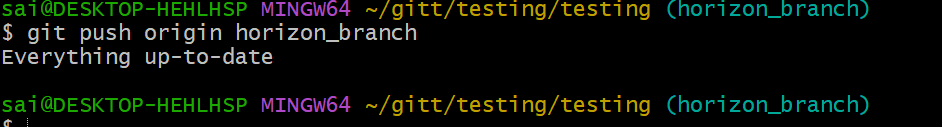 sai@DESKTOP-HEHLHSP MINGW64 ~/gitt/testing/testing (horizon_branch)
$ git push origin horizon_branch
Everything up-to-date
sai@DESKTOP-HEHLHSP MINGW64 ~/gitt/testing/testing (horizon_branch)
$